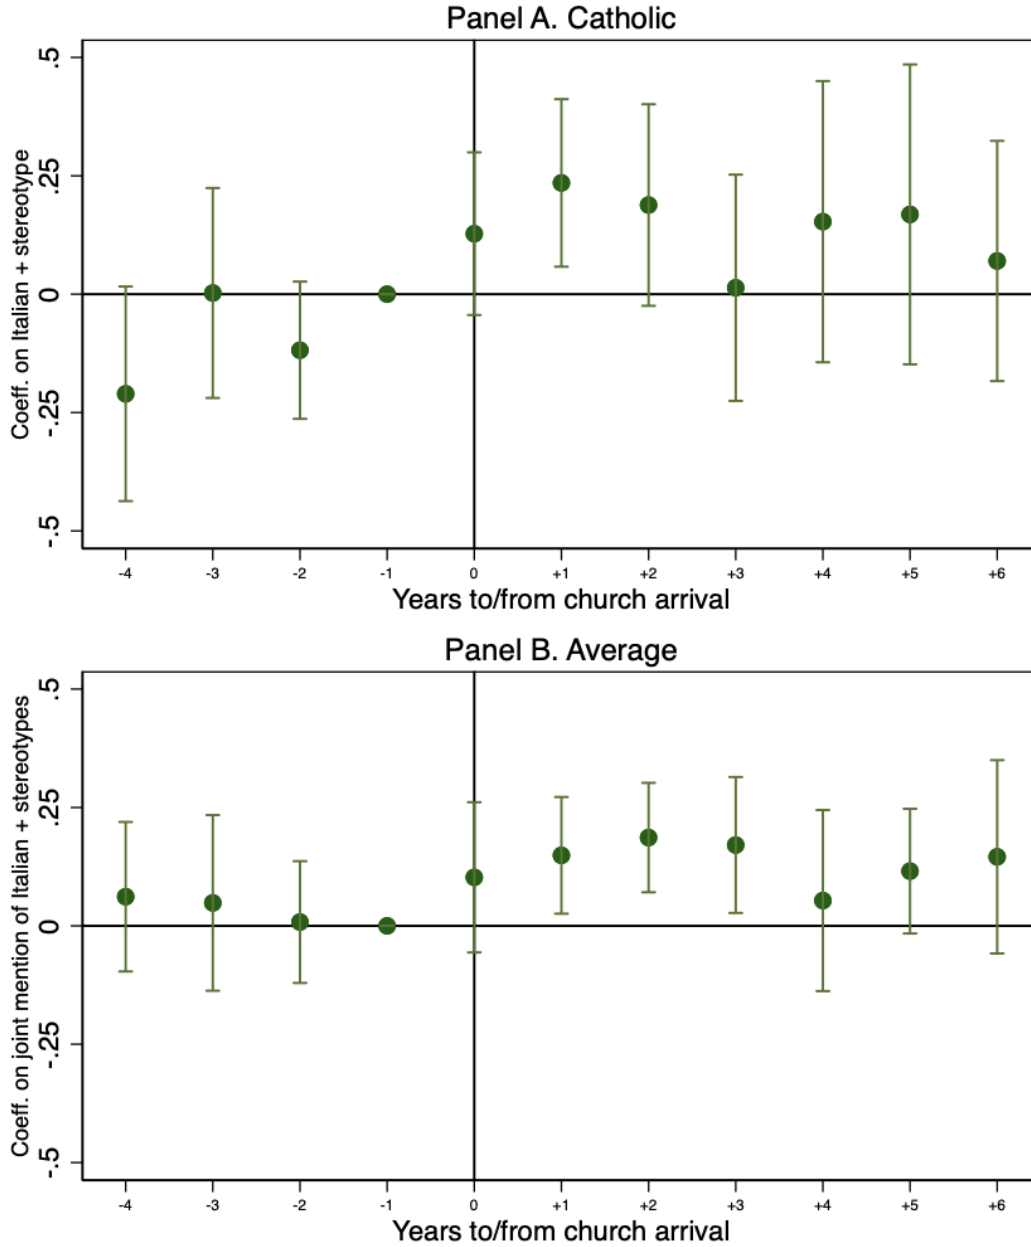 Panel A. Catholic
Coeff. on Italian + stereotype
.5
.25
0
-.25
-.5
-4 -3 -2 -1 0 +1 +2 +3 +4 +5 +6
Years to/from church arrival
Panel B. Average
Coeff. on joint mention of Italian + stereotypes
.5
.25
0
-.25
-.5
-4 -3 -2 -1 0 +1 +2 +3 +4 +5 +6
Years to/from church arrival